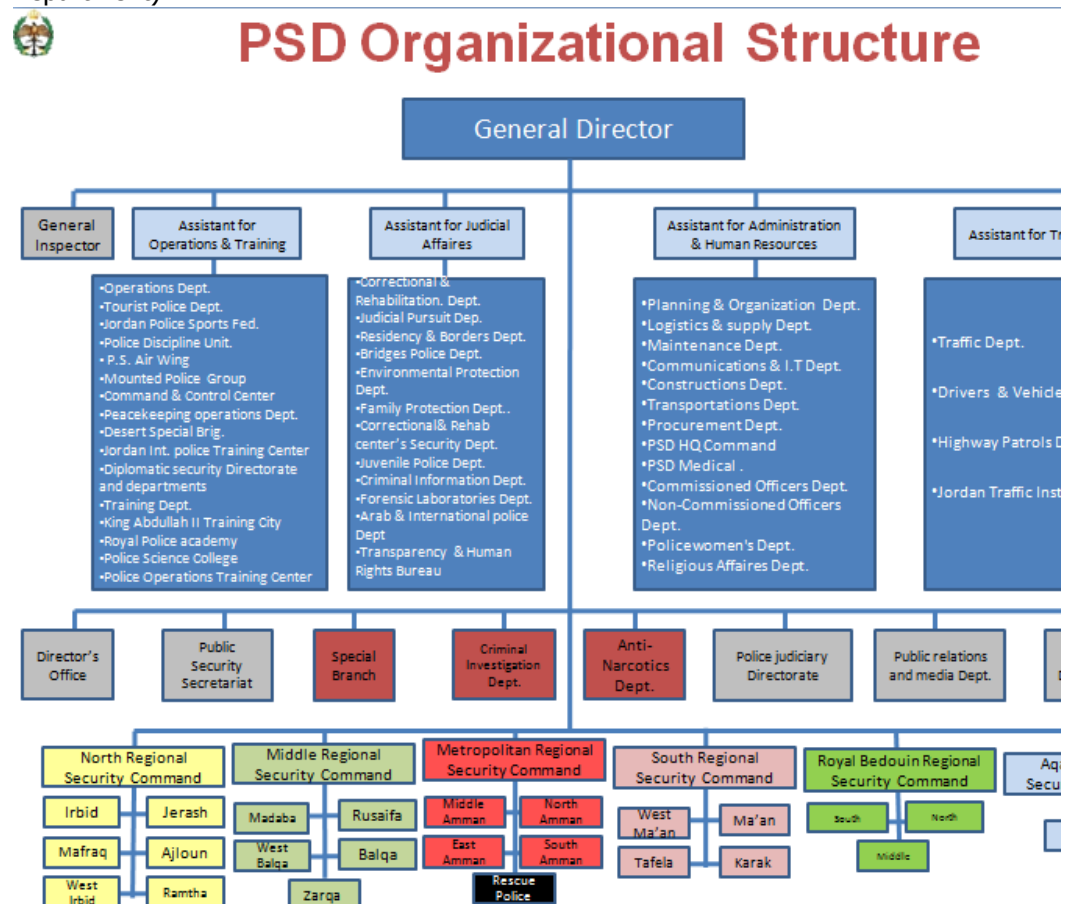 PSD Organizational Structure
General Director
General
Inspector
Assistant for
Operations & Training
Assistant for Judicial
Affaires
Assistant for Administration
& Human Resources
Assistant for
•Operations Dept.
•Tourist Police Dept.
•Jordan Police Sports Fed.
•Police Discipline Unit.
• P.S. Air Wing
•Mounted Police Group
•Command & Control Center
•Peacekeeping operations Dept.
•Desert Special Brig.
•Jordan Int. police Training Center
•Diplomatic security Directorate
and departments
•Training Dept.
•King Abdullah II Training City
•Royal Police academy
•Police Science College
•Police Operations Training Center
•Correctional &
Rehabilitation. Dept.
•Judicial Pursuit Dep.
•Residency & Borders Dept.
•Bridges Police Dept.
•Environmental Protection
Dept.
•Family Protection Dept..
•Correctional& Rehab
center's Security Dept.
•Juvenile Police Dept.
•Criminal Information Dept.
•Forensic Laboratories Dept.
•Arab & International police
Dept
•Transparency & Human
Rights Bureau
•Planning & Organization Dept.
•Logistics & supply Dept.
•Maintenance Dept.
•Communications & I.T Dept.
•Constructions Dept.
•Transportations Dept.
•Procurement Dept.
•PSD HQ Command
•PSD Medical .
•Commissioned Officers Dept.
•Non-Commissioned Officers
Dept.
•Policewomen's Dept.
•Religious Affaires Dept.
•Traffic Dept.
•Drivers & Vehicle
•Highway Patrols
•Jordan Traffic Inst
Director's
Office
Public
Security
Secretariat
Special
Branch
Criminal
Investigation
Dept.
Anti-
Narcotics
Dept.
Police judiciary
Directorate
Public relations
and media Dept.
North Regional
Security Command
Irbid
Jerash
Mafraq
Ajloun
West
Irbid
Ramtha
Middle Regional
Security Command
Madaba
Rusaifa
West
Balqa
Balqa
Zarqa
Metropolitan Regional
Security Command
Middle
Amman
North
Amman
East
Amman
South
Amman
Rescue
Police
South Regional
Security Command
West
Ma'an
Ma'an
Tafela
Karak
Royal Bedouin Regional
Security Command
South
North
Middle